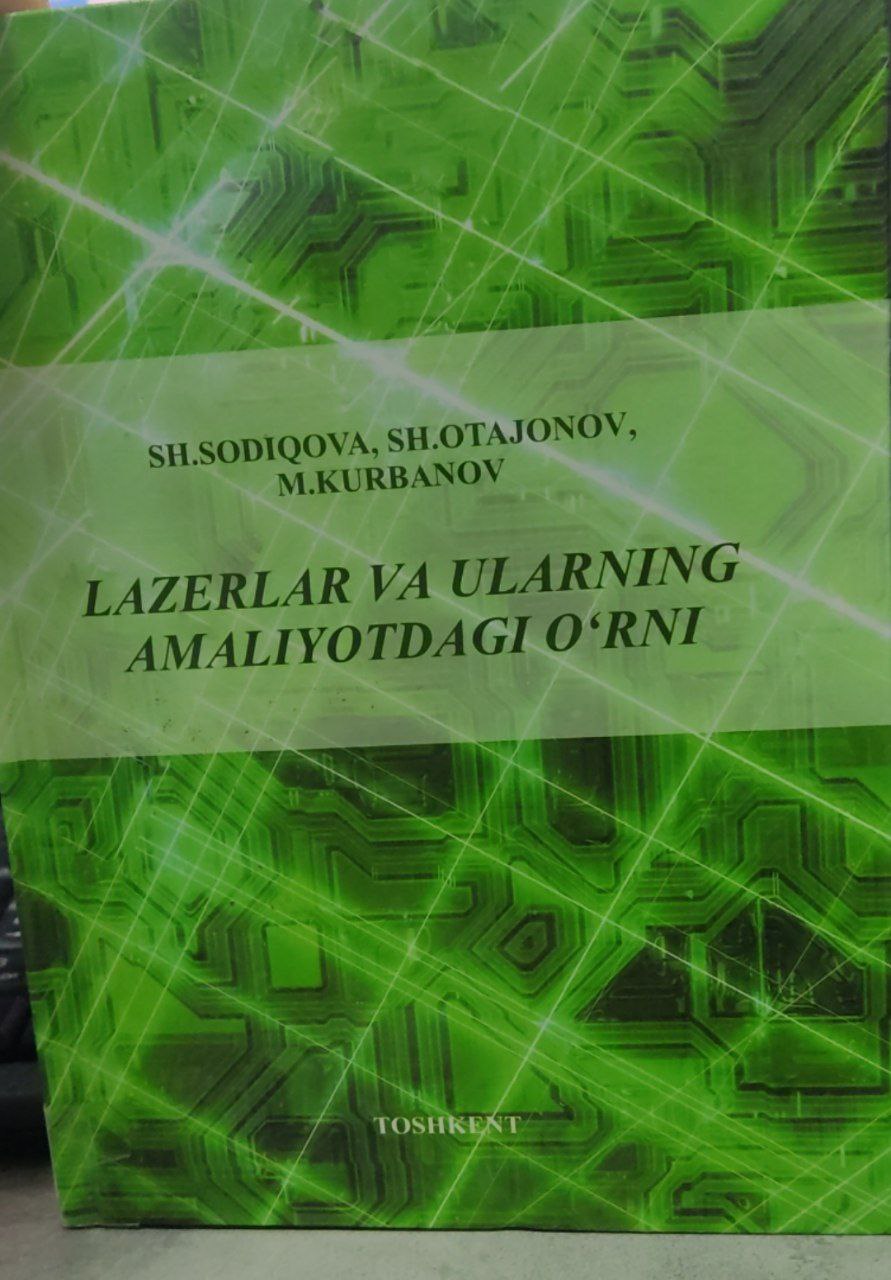 SH.SODIQOVA, SH.OTAJONOV,
M.KURBANOV
LAZERLAR VA ULARNING
AMALIYOTDAGI O‘RNI
TOSHKENT